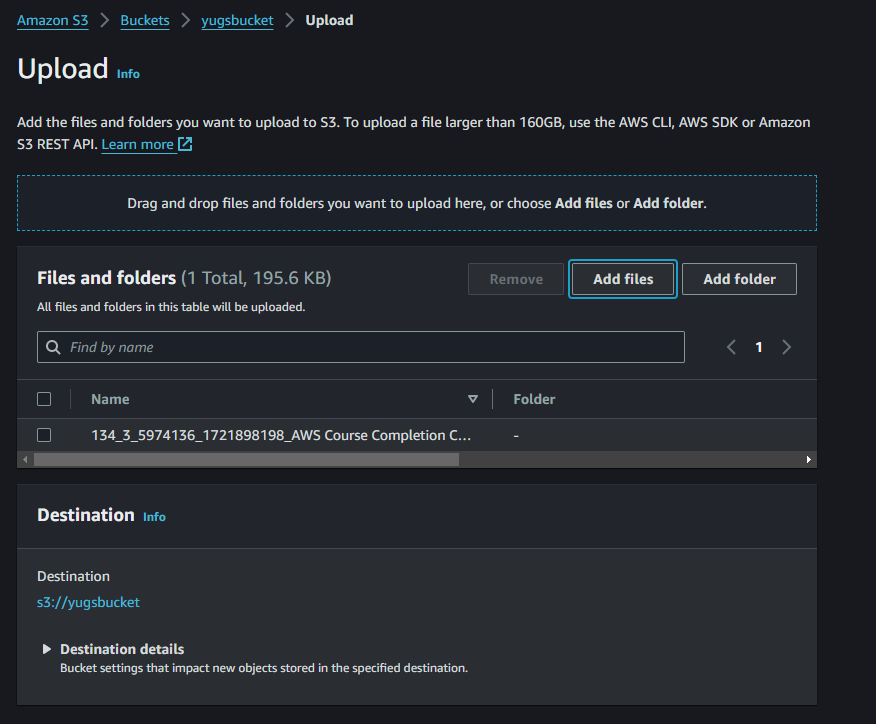 Amazon S3 > Buckets > yugsbucket > Upload
Upload Info
Add the files and folders you want to upload to S3. To upload a file larger than 160GB, use the AWS CLI, AWS SDK or Amazon
S3 REST API. Learn more
Drag and drop files and folders you want to upload here, or choose Add files or Add folder.
Files and folders (1 Total, 195.6 KB)
Remove
Add files
Add folder
All files and folders in this table will be uploaded.
Find by name
1
Name
Folder
134_3_5974136_1721898198_AWS Course Completion C...
-
Destination Info
Destination
s3://yugsbucket
Destination details
Bucket settings that impact new objects stored in the specified destination.